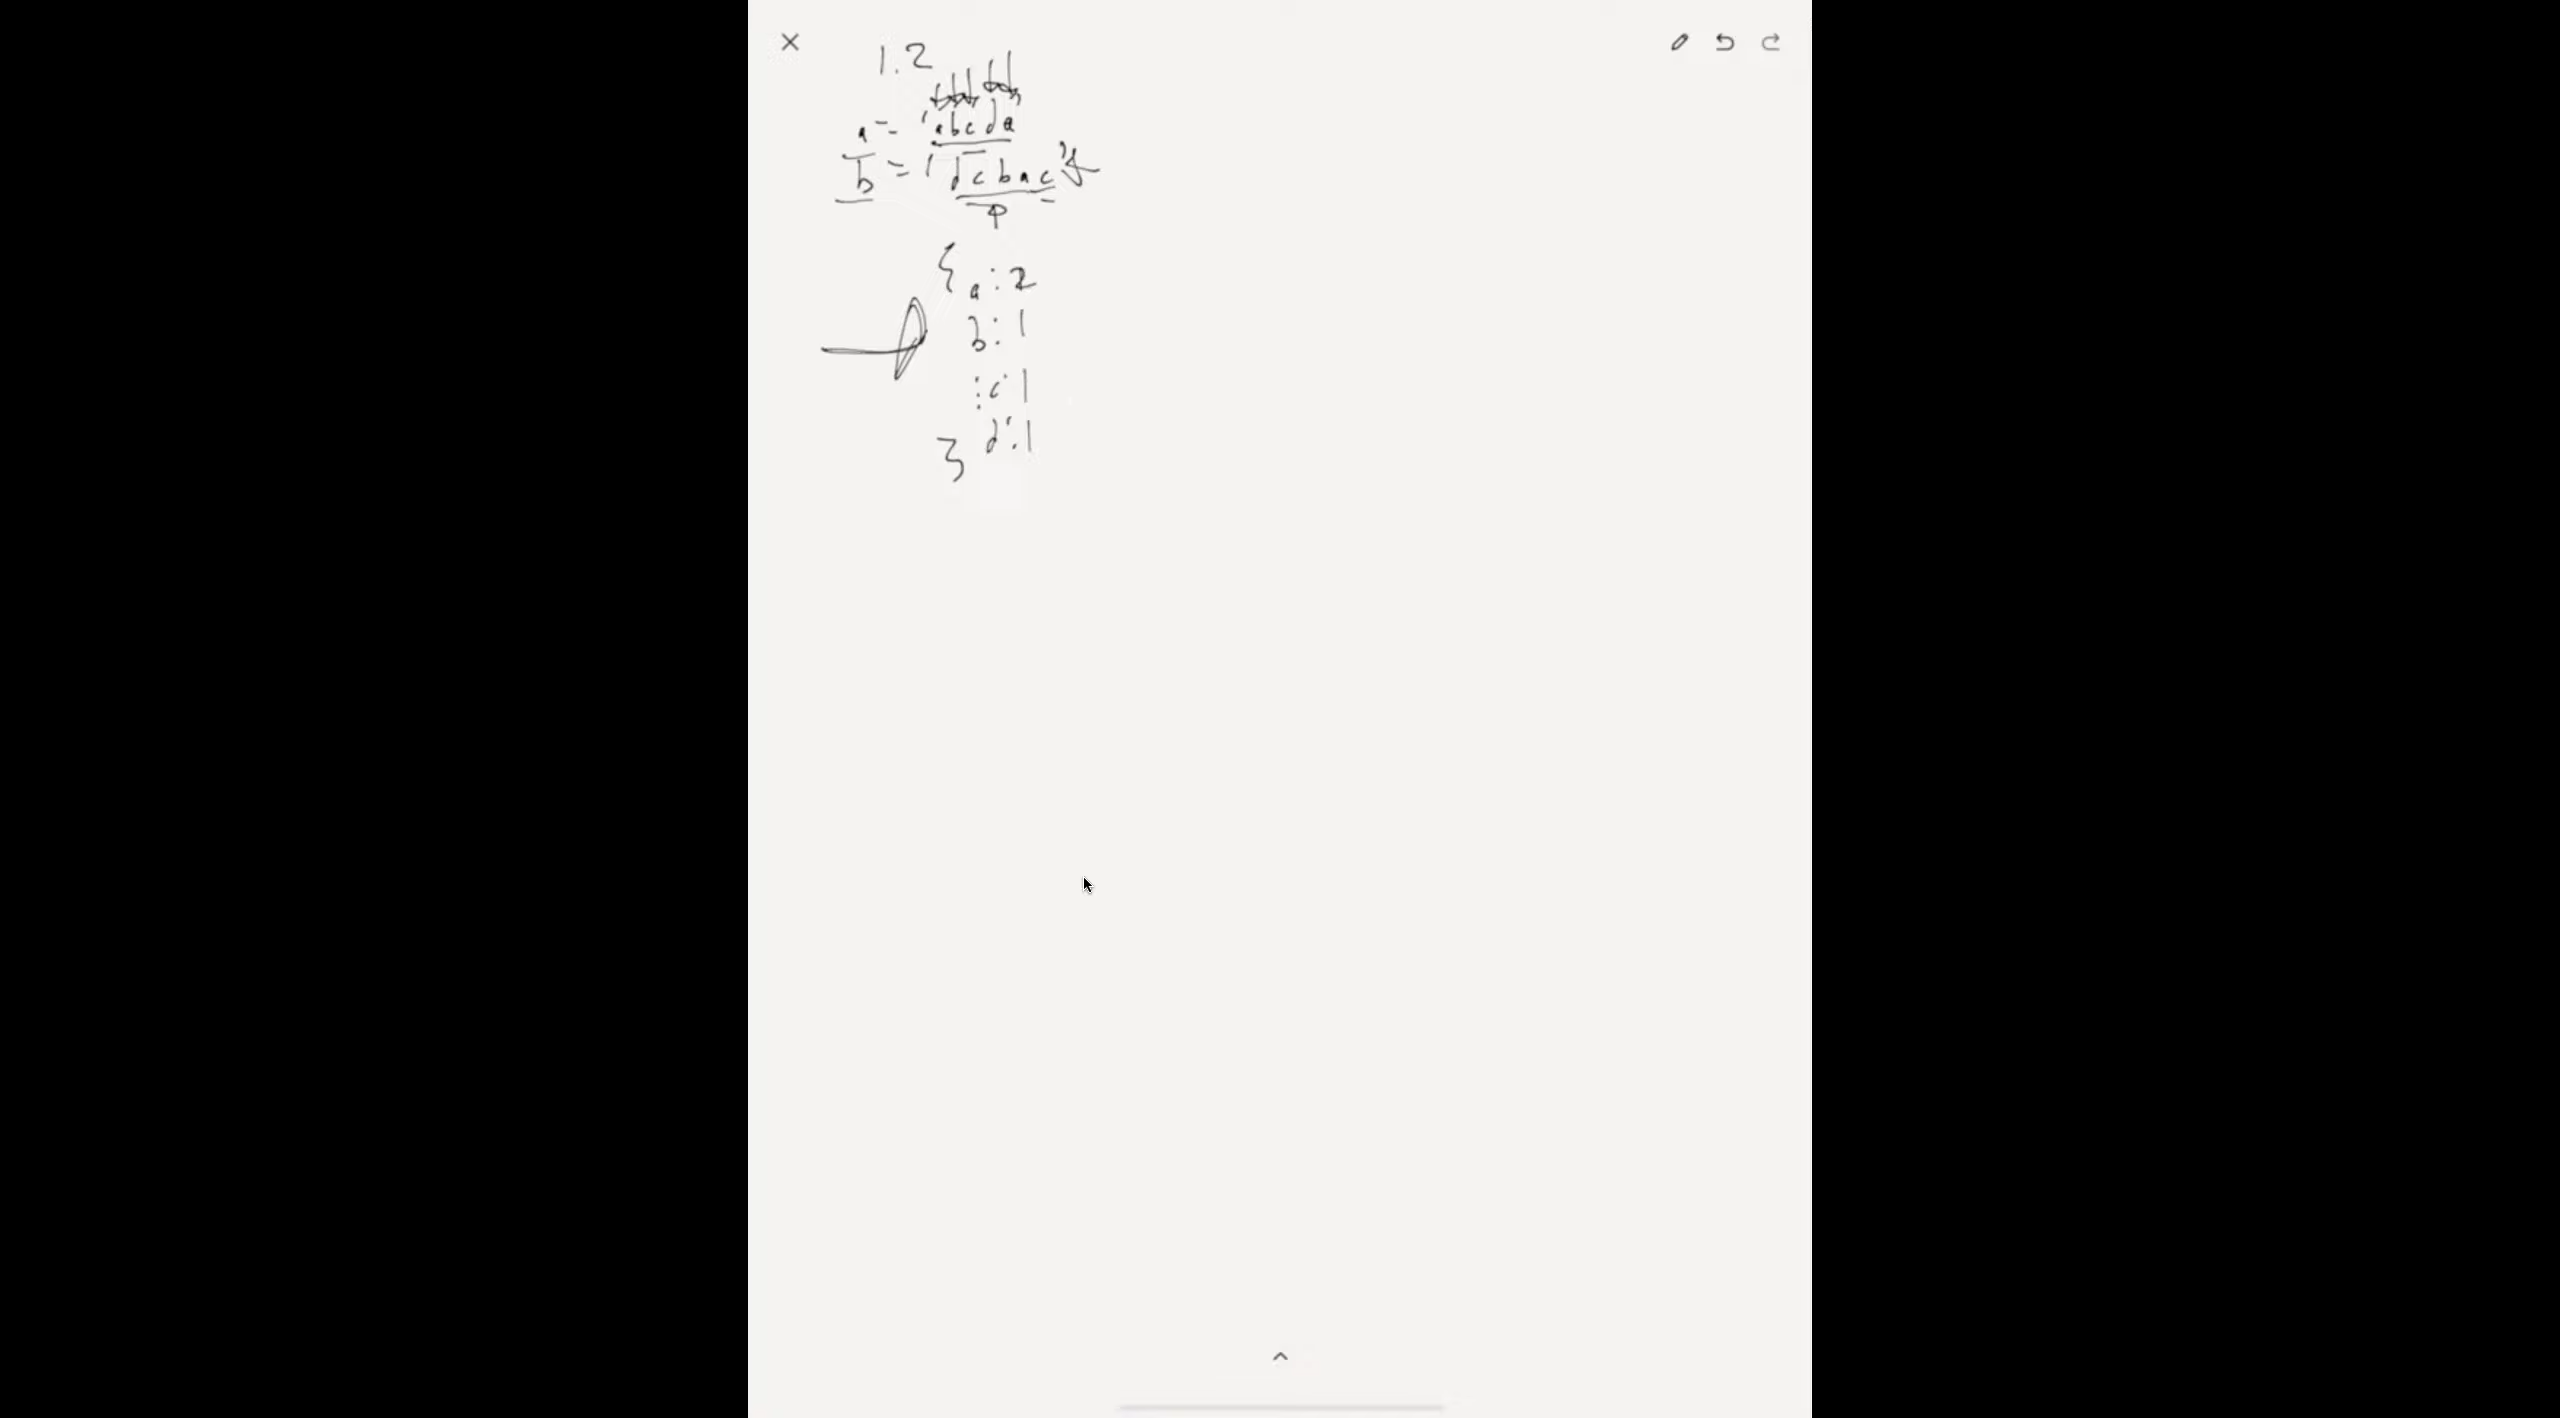 1.2
a = 'abcda
b = 'dcbac'
{ a:2
b:1
:c:1
} d:1